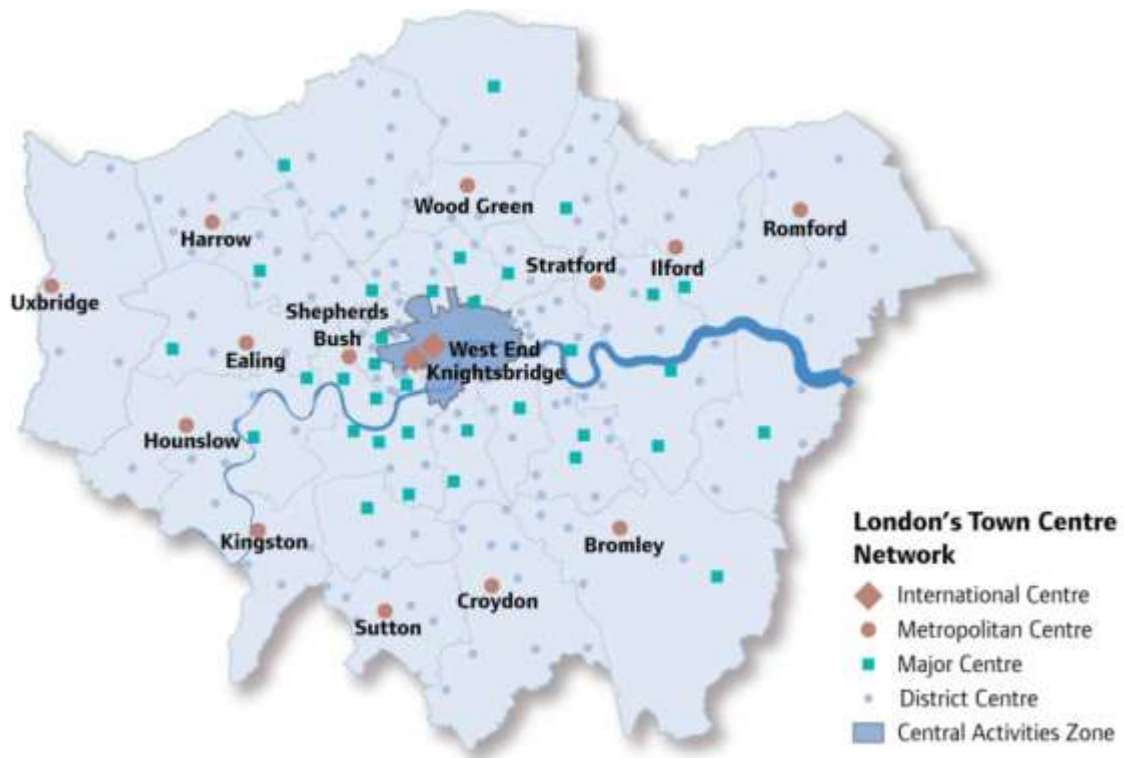 Wood Green
Harrow
Romford
Stratford
Ilford
Uxbridge
Shepherds
Bush
Ealing
West End
Knightsbridge
Hounslow
Kingston
Bromley
Croydon
Sutton
London's Town Centre
Network
International Centre
Metropolitan Centre
Major Centre
District Centre
Central Activities Zone